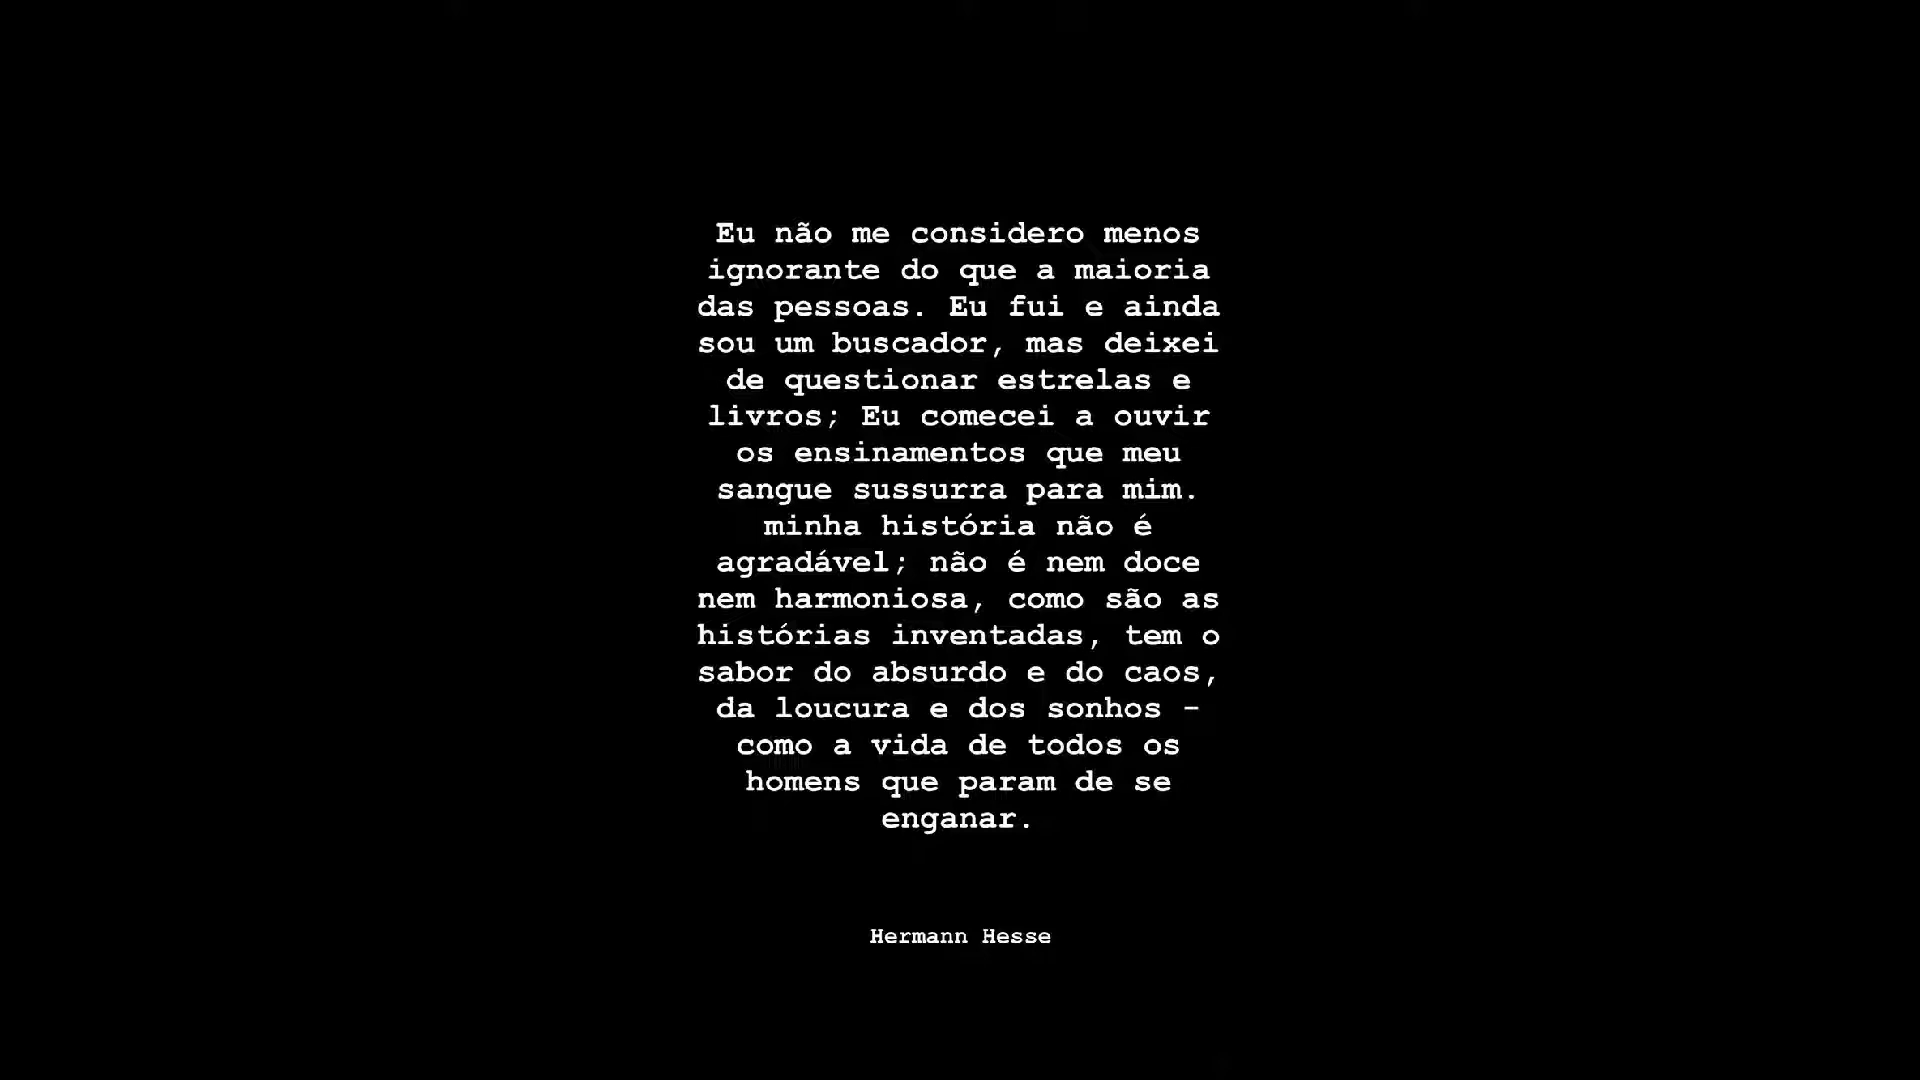 Eu não me considero menos
ignorante do que a maioria
das pessoas. Eu fui e ainda
sou um buscador, mas deixei
de questionar estrelas e
livros; Eu comecei a ouvir
os ensinamentos que meu
sangue sussurra para mim.
minha história não é
agradável; não é nem doce
nem harmoniosa, como são as
histórias inventadas, tem o
sabor do absurdo e do caos,
da loucura e dos sonhos -
como a vida de todos os
homens que param de se
enganar.
Hermann Hesse